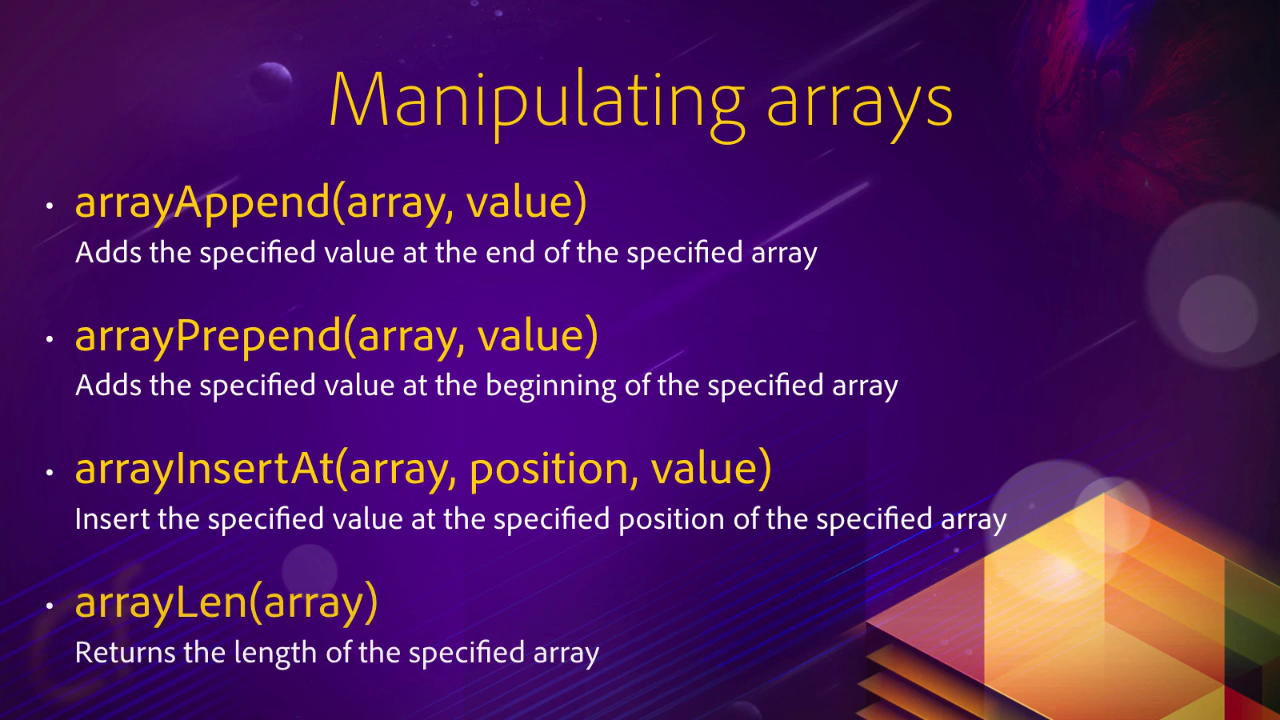 Manipulating arrays
• arrayAppend(array, value)
Adds the specified value at the end of the specified array
• arrayPrepend(array, value)
Adds the specified value at the beginning of the specified array
• arrayInsertAt(array, position, value)
Insert the specified value at the specified position of the specified array
• arrayLen(array)
Returns the length of the specified array